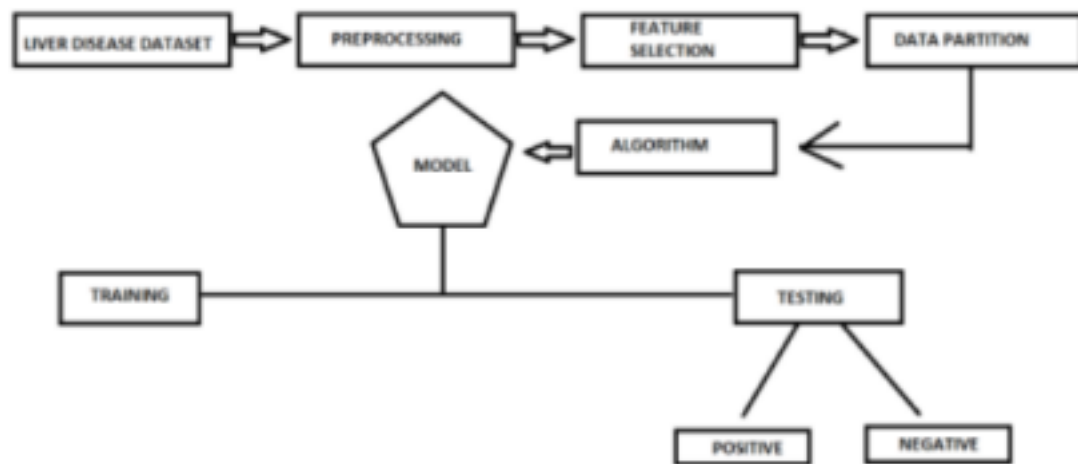 LIVER DISEASE DATASET
PREPROCESSING
FEATURE
SELECTION
DATA PARTITION
ALGORITHM
MODEL
TRAINING
TESTING
POSITIVE
NEGATIVE